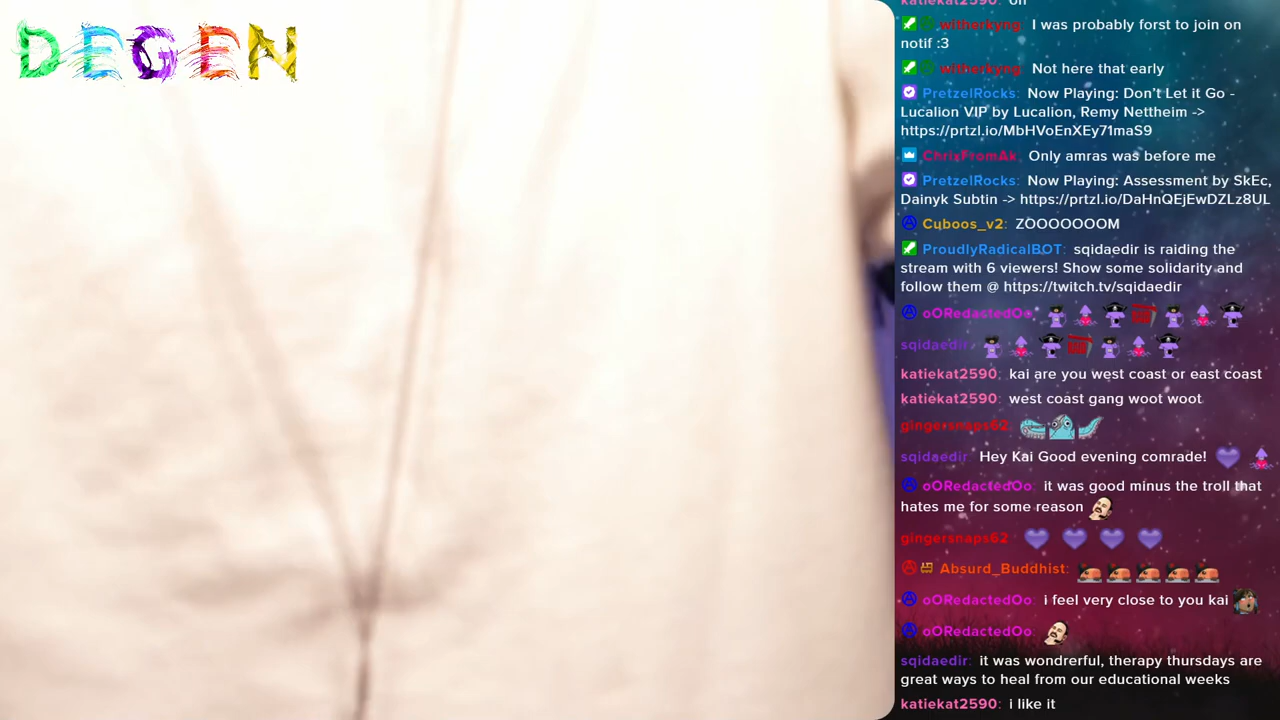 DEGEN
katiekat2590: oh
witherkyng: I was probably forst to join on
notif :3
witherkyng: Not here that early
PretzelRocks: Now Playing: Don't Let it Go -
Lucalion VIP by Lucalion, Remy Nettheim ->
https://prtzl.io/MbHVoEnXEy71maS9
ChrixFromAk: Only amras was before me
PretzelRocks: Now Playing: Assessment by SkEc,
Dainyk Subtin -> https://prtzl.io/DaHnQEjEwDZLz8UL
Cuboos_v2: ZOOOOOOOM
ProudlyRadicalBOT: sqidaedir is raiding the
stream with 6 viewers! Show some solidarity and
follow them @ https://twitch.tv/sqidaedir
oORedactedOo:
sqidaedir:
katiekat2590: kai are you west coast or east coast
katiekat2590: west coast gang woot woot
gingersnaps62:
sqidaedir: Hey Kai Good evening comrade!
oORedactedOo: it was good minus the troll that
hates me for some reason
gingersnaps62:
Absurd_Buddhist:
oORedactedOo: i feel very close to you kai
oORedactedOo:
sqidaedir: it was wondrerful, therapy thursdays are
great ways to heal from our educational weeks
katiekat2590: i like it